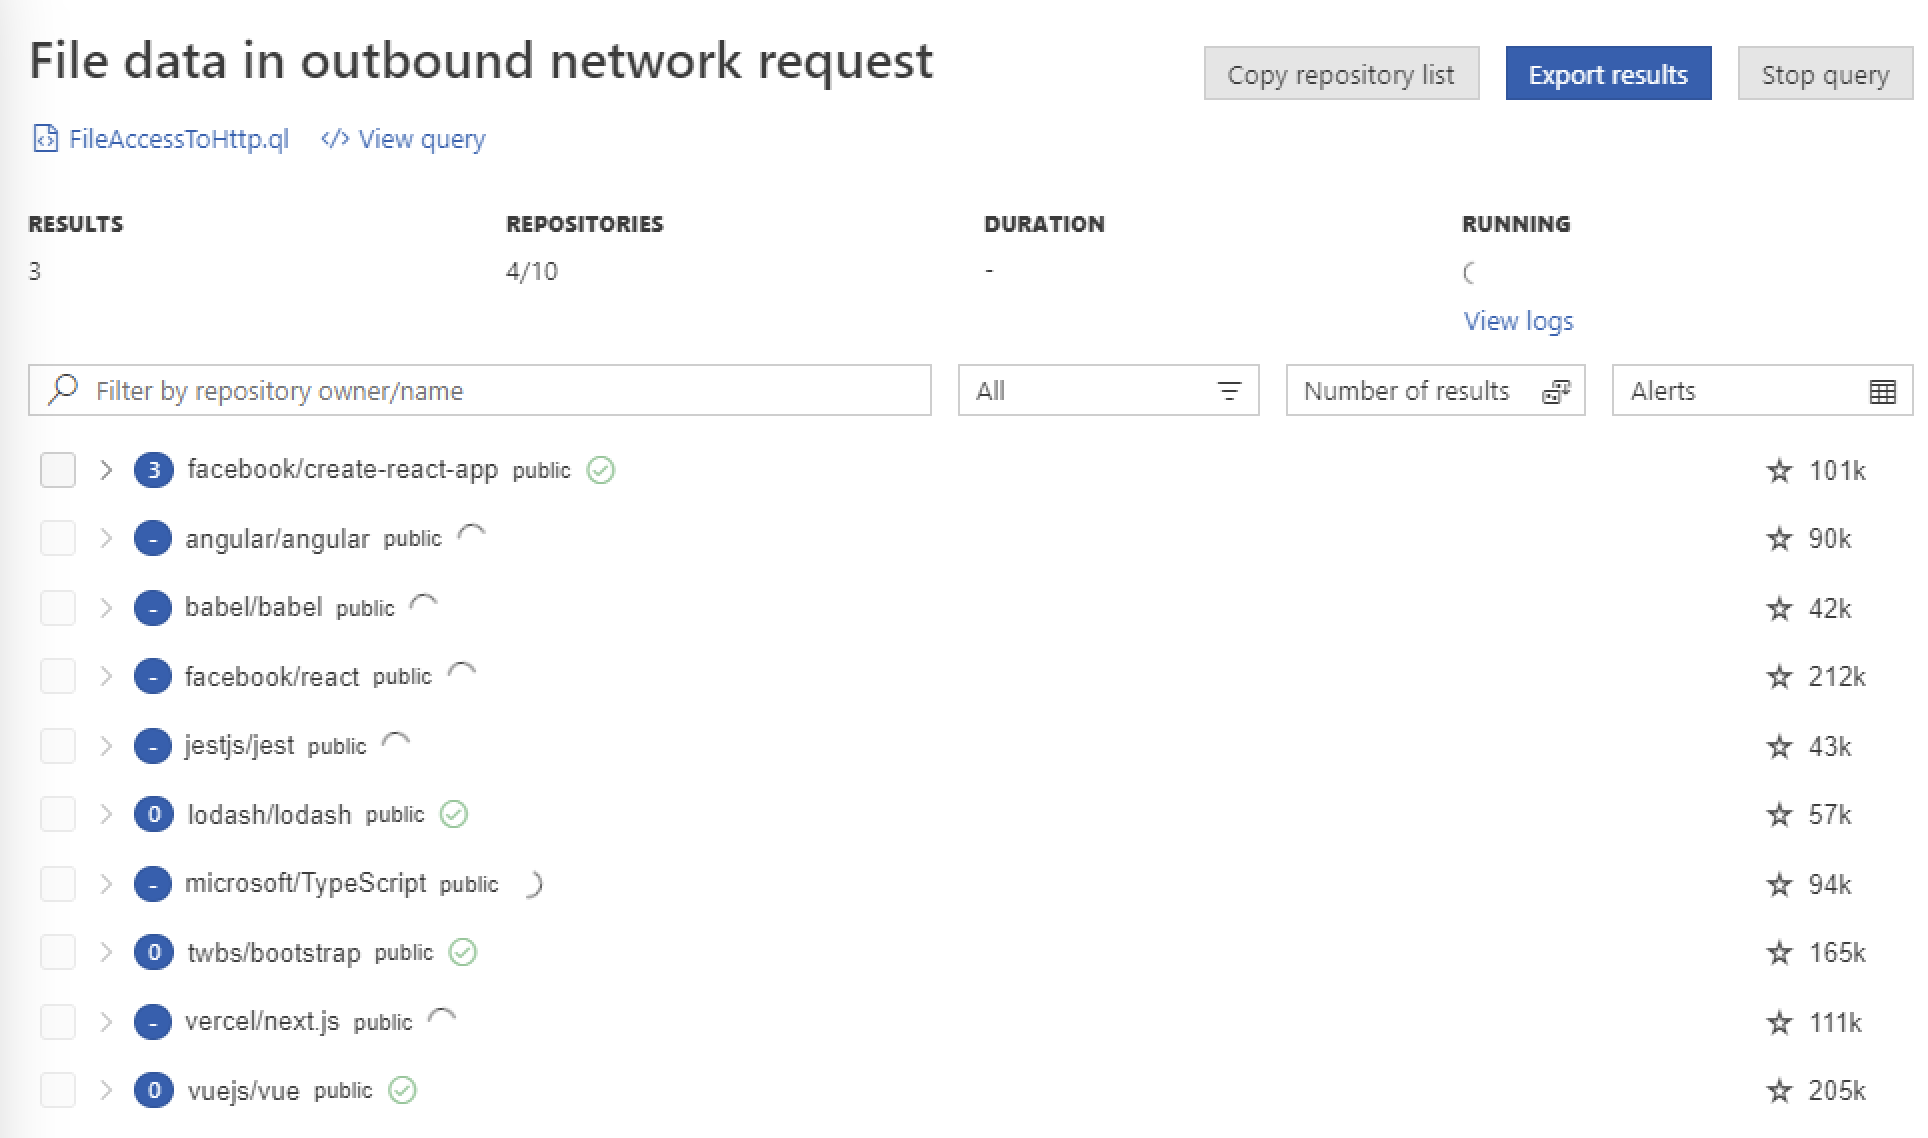 File data in outbound network request
Copy repository list
Export results
Stop query
FileAccessToHttp.ql
</> View query
RESULTS
REPOSITORIES
DURATION
RUNNING
3
4/10
-
View logs
Filter by repository owner/name
All
Number of results
Alerts
3 facebook/create-react-app public 101k
- angular/angular public 90k
- babel/babel public 42k
- facebook/react public 212k
- jestjs/jest public 43k
0 lodash/lodash public 57k
- microsoft/TypeScript public 94k
0 twbs/bootstrap public 165k
- vercel/next.js public 111k
0 vuejs/vue public 205k